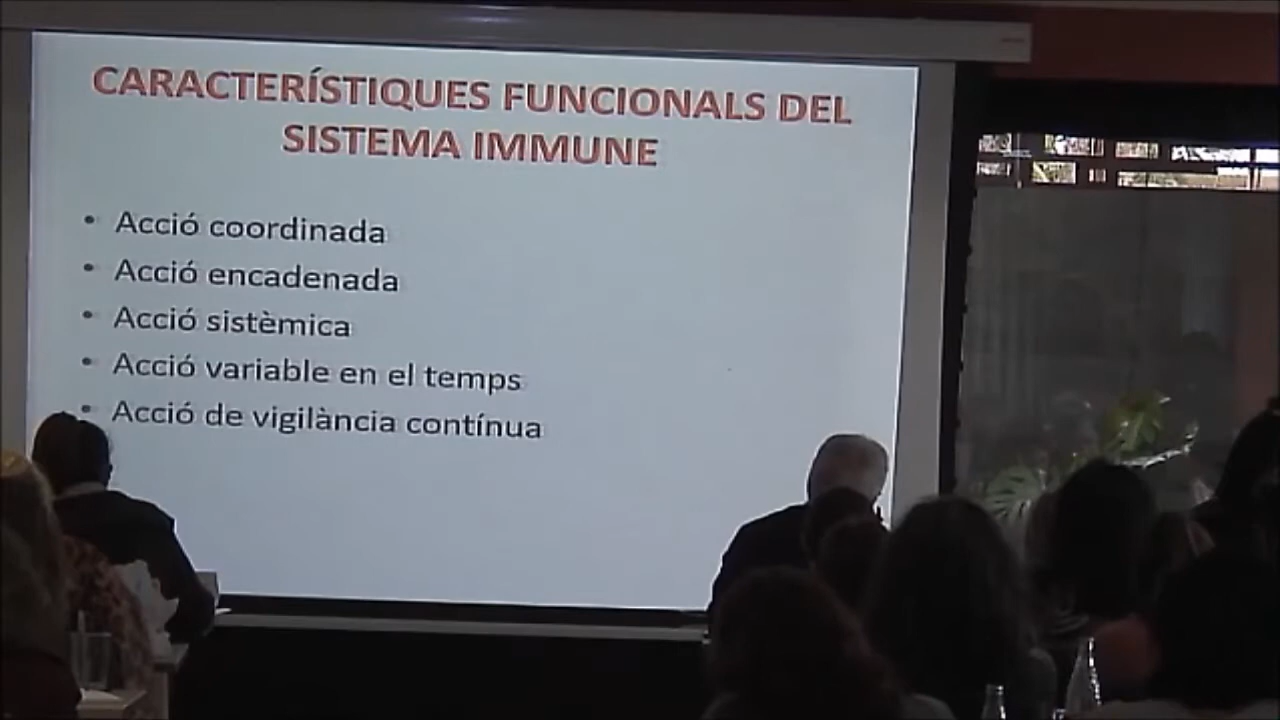 CARACTERÍSTIQUES FUNCIONALS DEL
SISTEMA IMMUNE
• Acció coordinada
• Acció encadenada
• Acció sistèmica
• Acció variable en el temps
• Acció de vigilància contínua